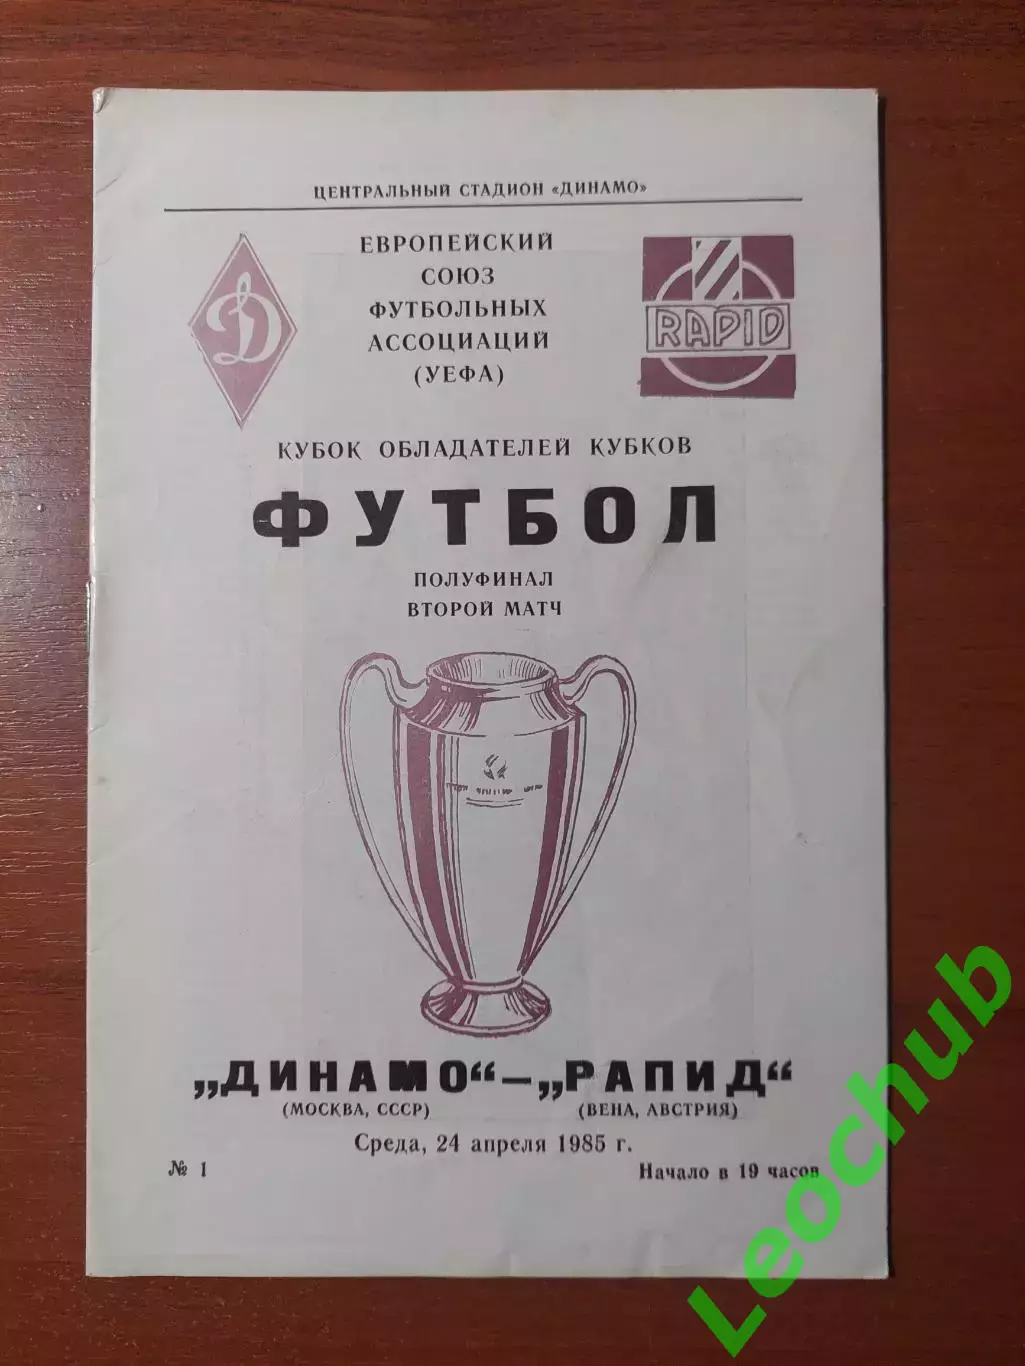 ЦЕНТРАЛЬНЫЙ СТАДИОН «ДИНАМО»
Д
ЕВРОПЕЙСКИЙ
СОЮЗ
ФУТБОЛЬНЫХ
АССОЦИАЦИЙ
(УЕФА)
RAPID
КУБОК ОБЛАДАТЕЛЕЙ КУБКОВ
ФУТБОЛ
ПОЛУФИНАЛ
ВТОРОЙ МАТЧ
„ДИНАМО“ – „РАПИД“
(МОСКВА, СССР) (ВЕНА, АВСТРИЯ)
Среда, 24 апреля 1985 г.
№ 1 Начало в 19 часов
Leochub